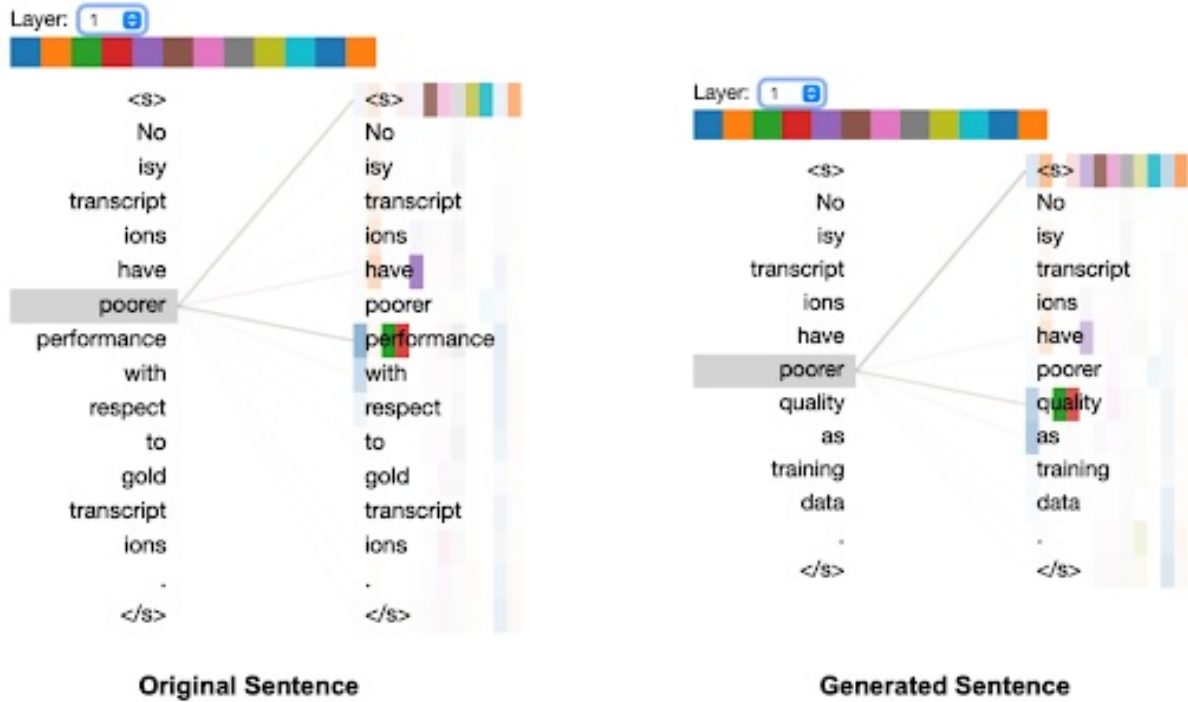 Layer: 1
<s> <s>
No No
isy isy
transcript transcript
ions ions
have have
poorer poorer
performance performance
with with
respect respect
to to
gold gold
transcript transcript
ions ions
. .
</s> </s>
Original Sentence
Layer: 1
<s> <s>
No No
isy isy
transcript transcript
ions ions
have have
poorer poorer
quality quality
as as
training training
data data
. .
</s> </s>
Generated Sentence